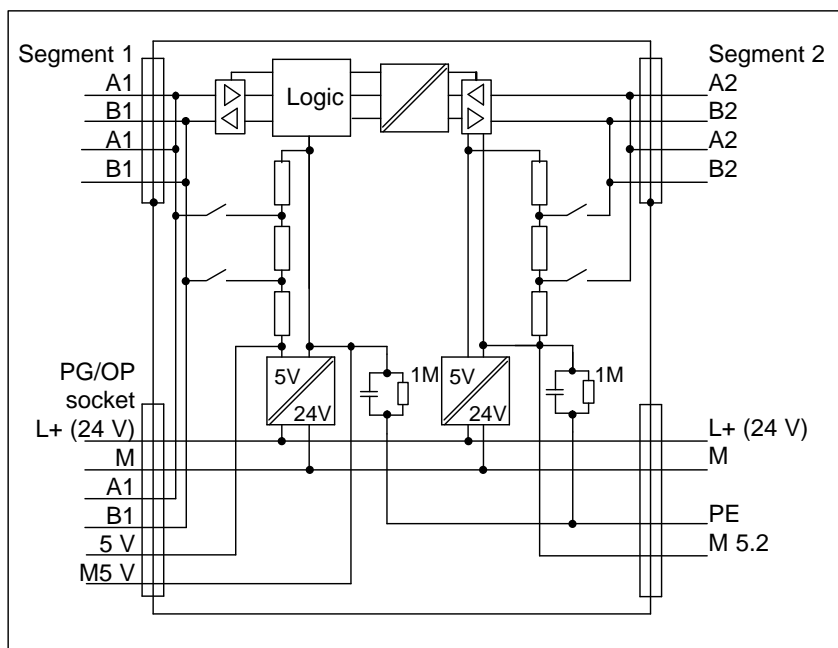 Segment 1
A1
B1
A1
B1
Logic
Segment 2
A2
B2
A2
B2
PG/OP
socket
L+ (24 V)
M
A1
B1
5 V
M5 V
5V
24V
1M
5V
24V
1M
L+ (24 V)
M
PE
M 5.2